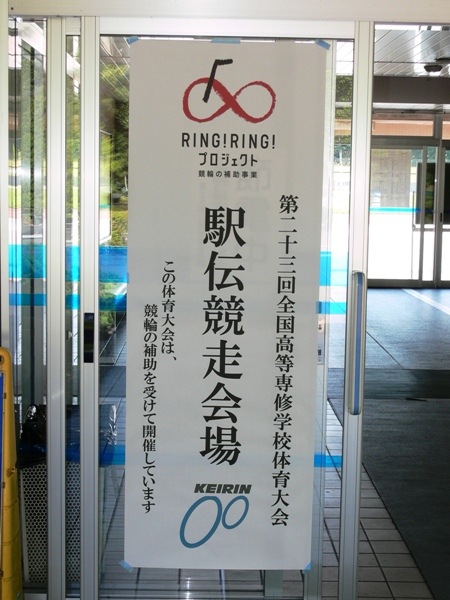 RING!RING!
プロジェクト
競輪の補助事業
第二十三回全国高等専修学校体育大会
駅伝競走会場
この体育大会は、
競輪の補助を受けて開催しています
KEIRIN